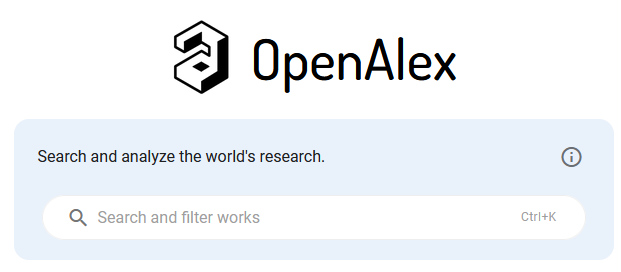 OpenAlex
Search and analyze the world's research.
Search and filter works Ctrl+K